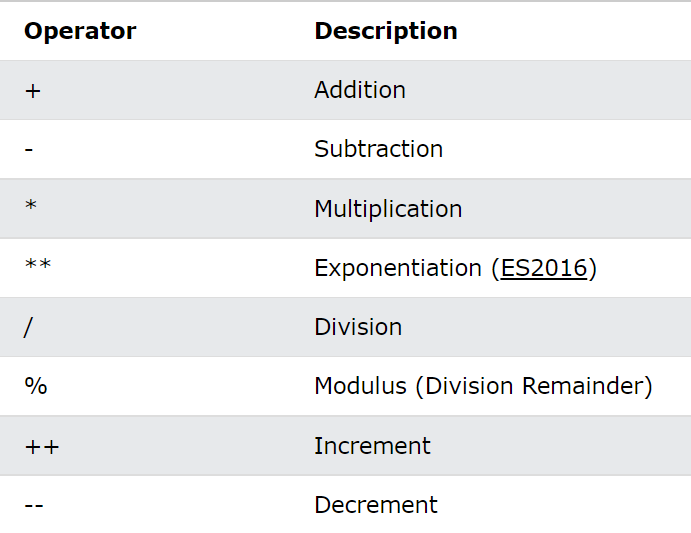 Operator Description
+ Addition
- Subtraction
* Multiplication
** Exponentiation (ES2016)
/ Division
% Modulus (Division Remainder)
++ Increment
-- Decrement